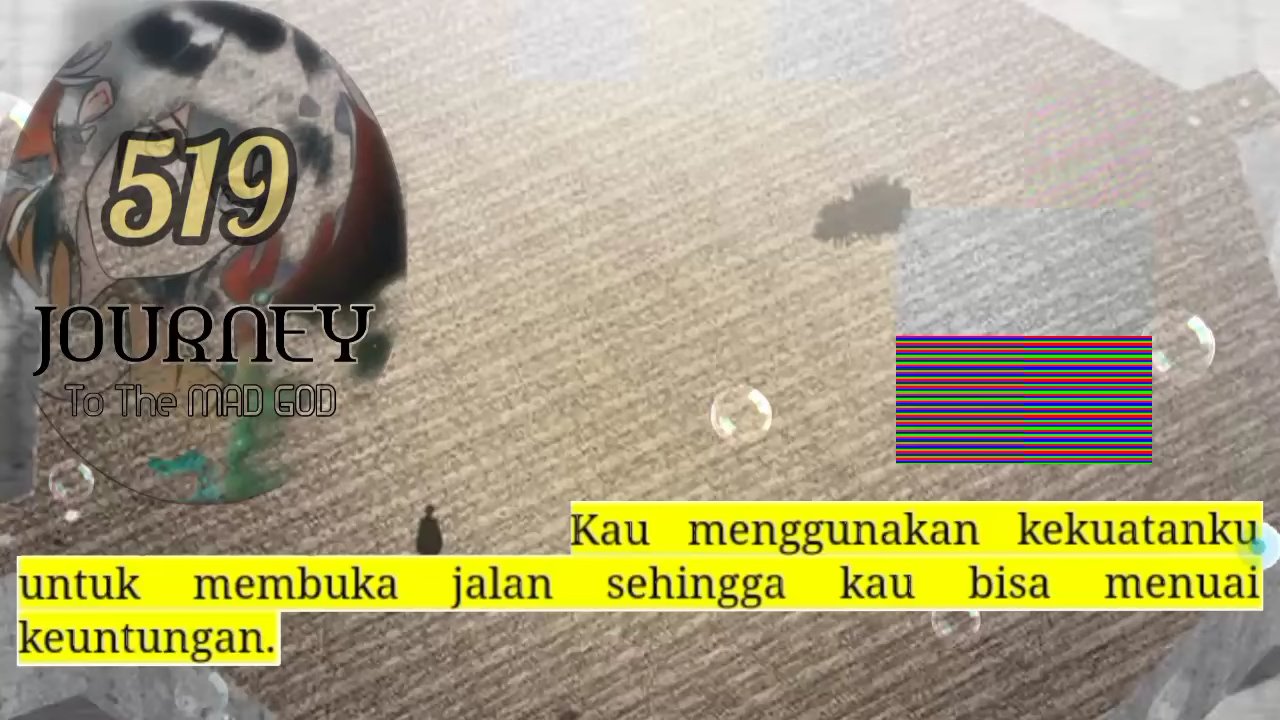 519
JOURNEY
To The MAD GOD
Kau menggunakan kekuatanku
untuk membuka jalan sehingga kau bisa menuai
keuntungan.